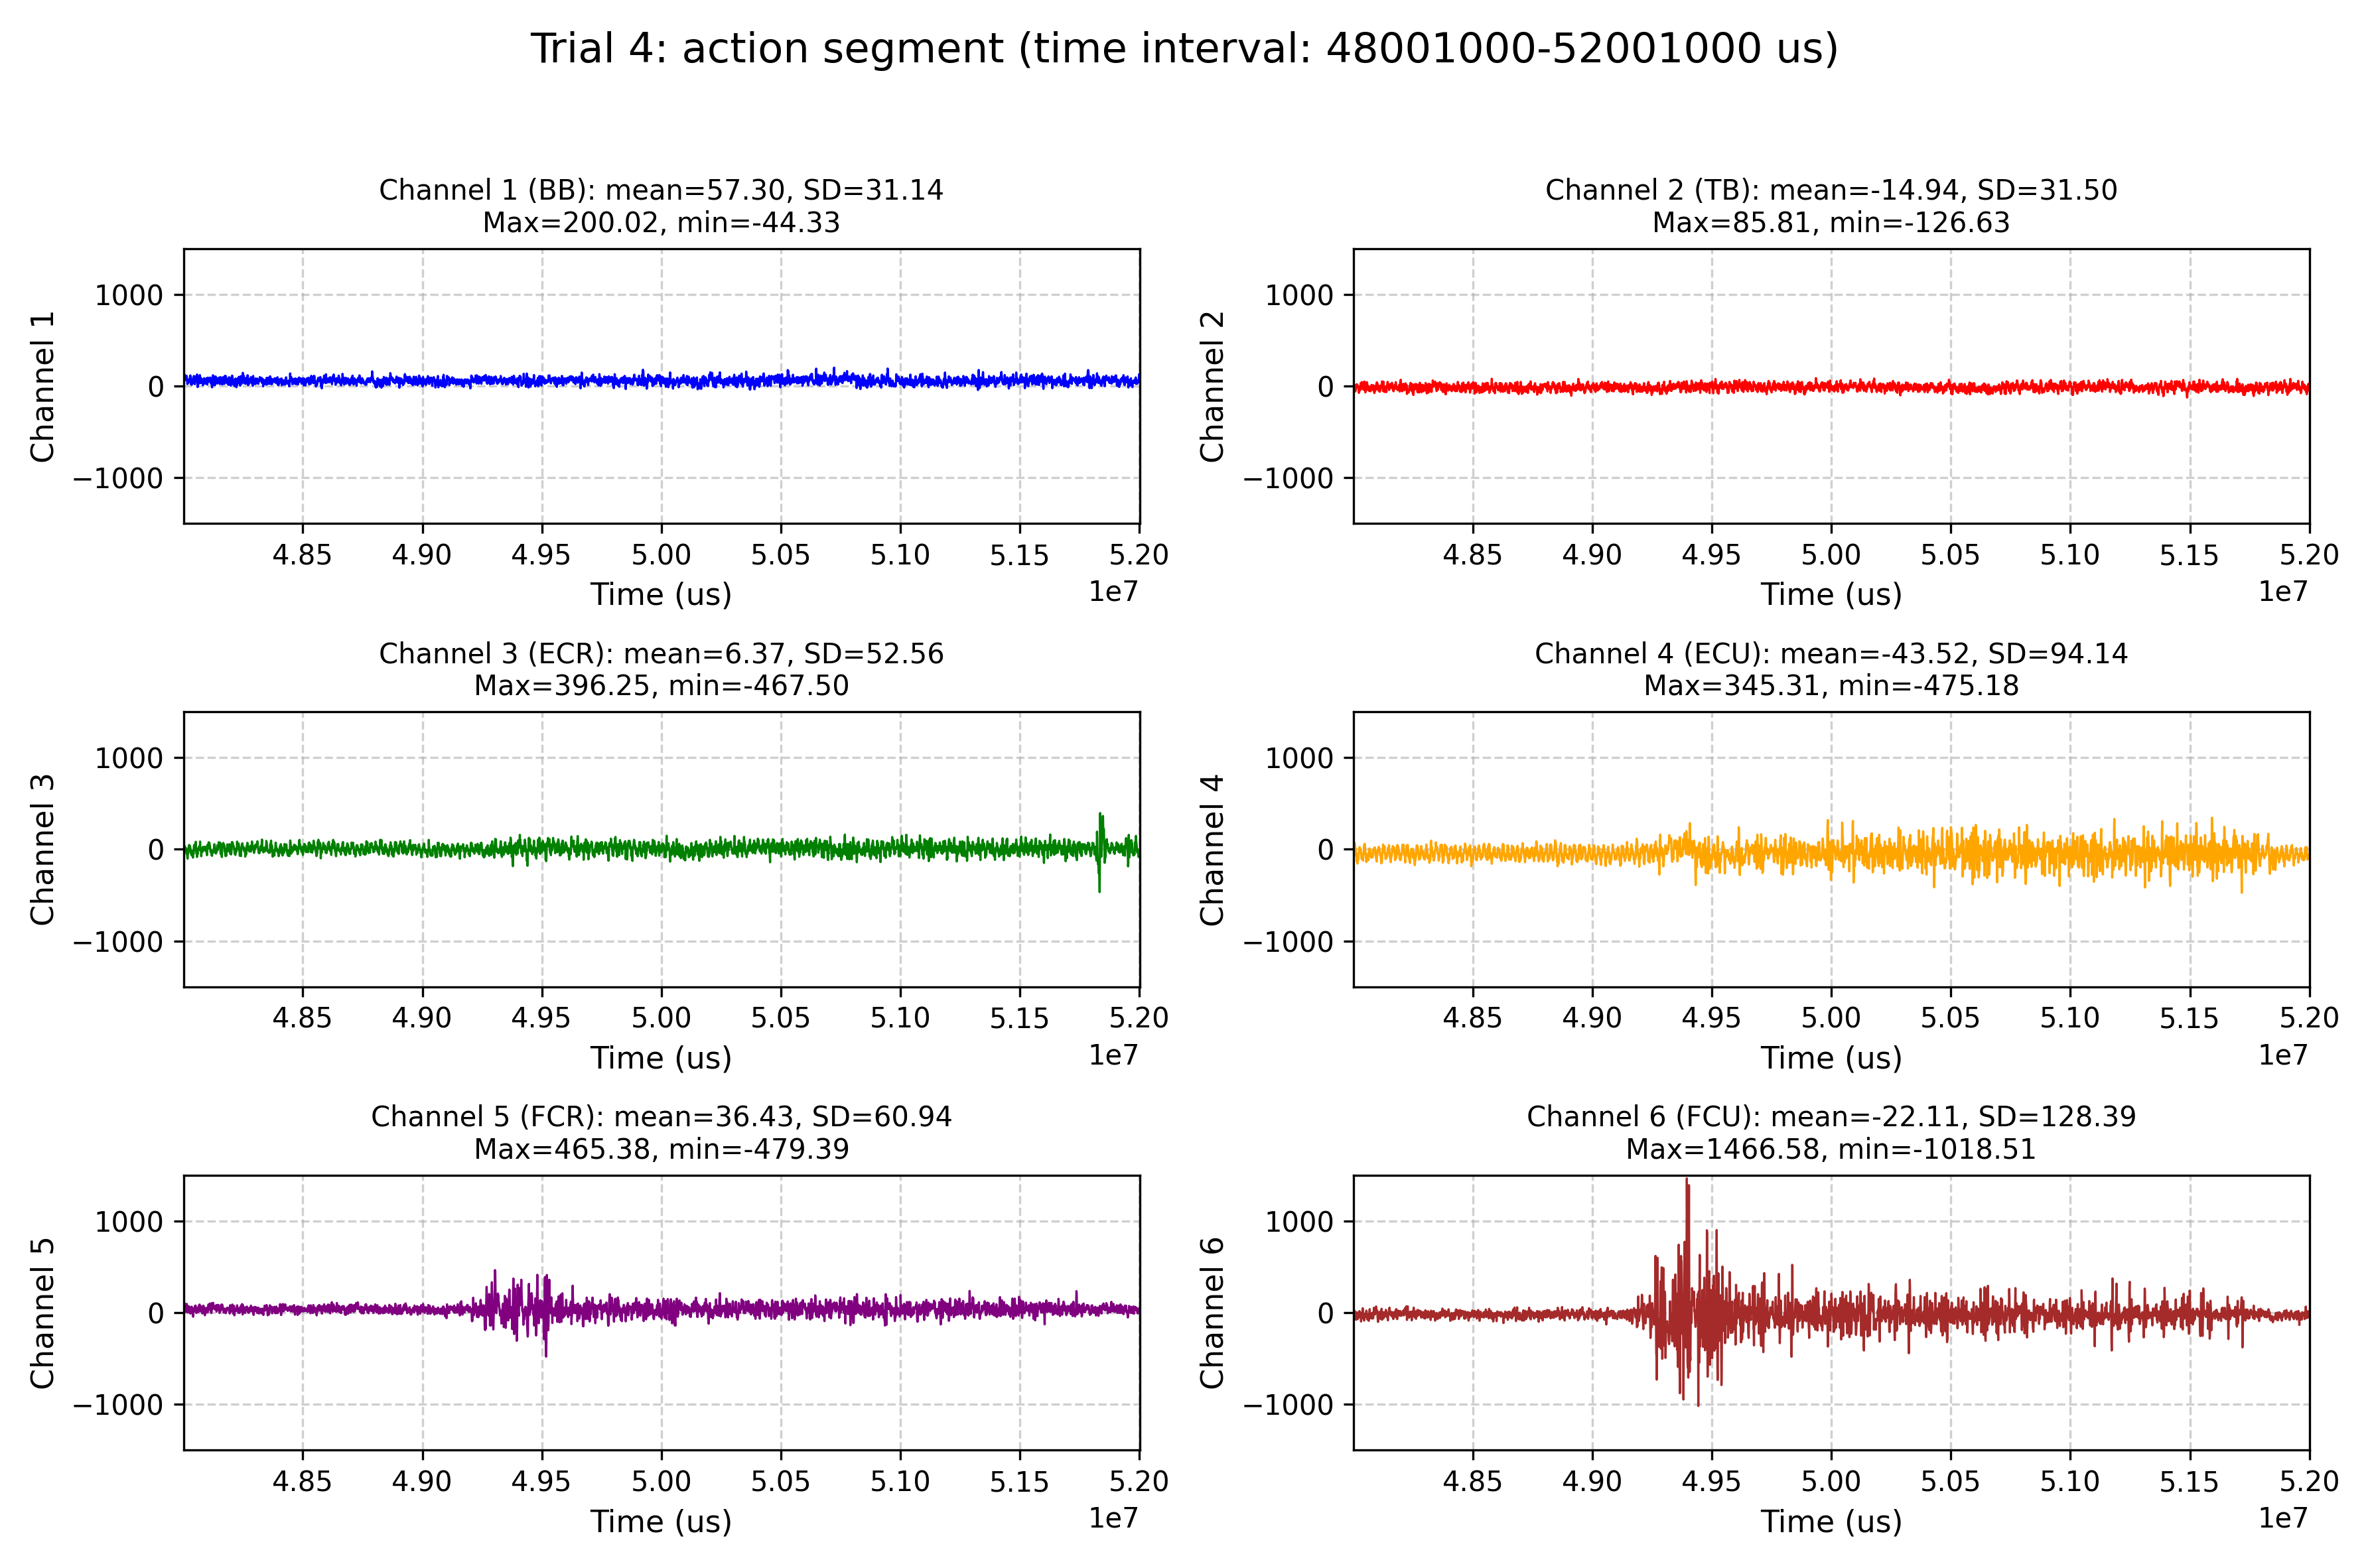 Trial 4: action segment (time interval: 48001000-52001000 us)
Channel 1 (BB): mean=57.30, SD=31.14
Max=200.02, min=-44.33
Channel 1
1000
0
−1000
4.85 4.90 4.95 5.00 5.05 5.10 5.15 5.20
Time (us)
1e7
Channel 2 (TB): mean=-14.94, SD=31.50
Max=85.81, min=-126.63
Channel 2
1000
0
−1000
4.85 4.90 4.95 5.00 5.05 5.10 5.15 5.20
Time (us)
1e7
Channel 3 (ECR): mean=6.37, SD=52.56
Max=396.25, min=-467.50
Channel 3
1000
0
−1000
4.85 4.90 4.95 5.00 5.05 5.10 5.15 5.20
Time (us)
1e7
Channel 4 (ECU): mean=-43.52, SD=94.14
Max=345.31, min=-475.18
Channel 4
1000
0
−1000
4.85 4.90 4.95 5.00 5.05 5.10 5.15 5.20
Time (us)
1e7
Channel 5 (FCR): mean=36.43, SD=60.94
Max=465.38, min=-479.39
Channel 5
1000
0
−1000
4.85 4.90 4.95 5.00 5.05 5.10 5.15 5.20
Time (us)
1e7
Channel 6 (FCU): mean=-22.11, SD=128.39
Max=1466.58, min=-1018.51
Channel 6
1000
0
−1000
4.85 4.90 4.95 5.00 5.05 5.10 5.15 5.20
Time (us)
1e7